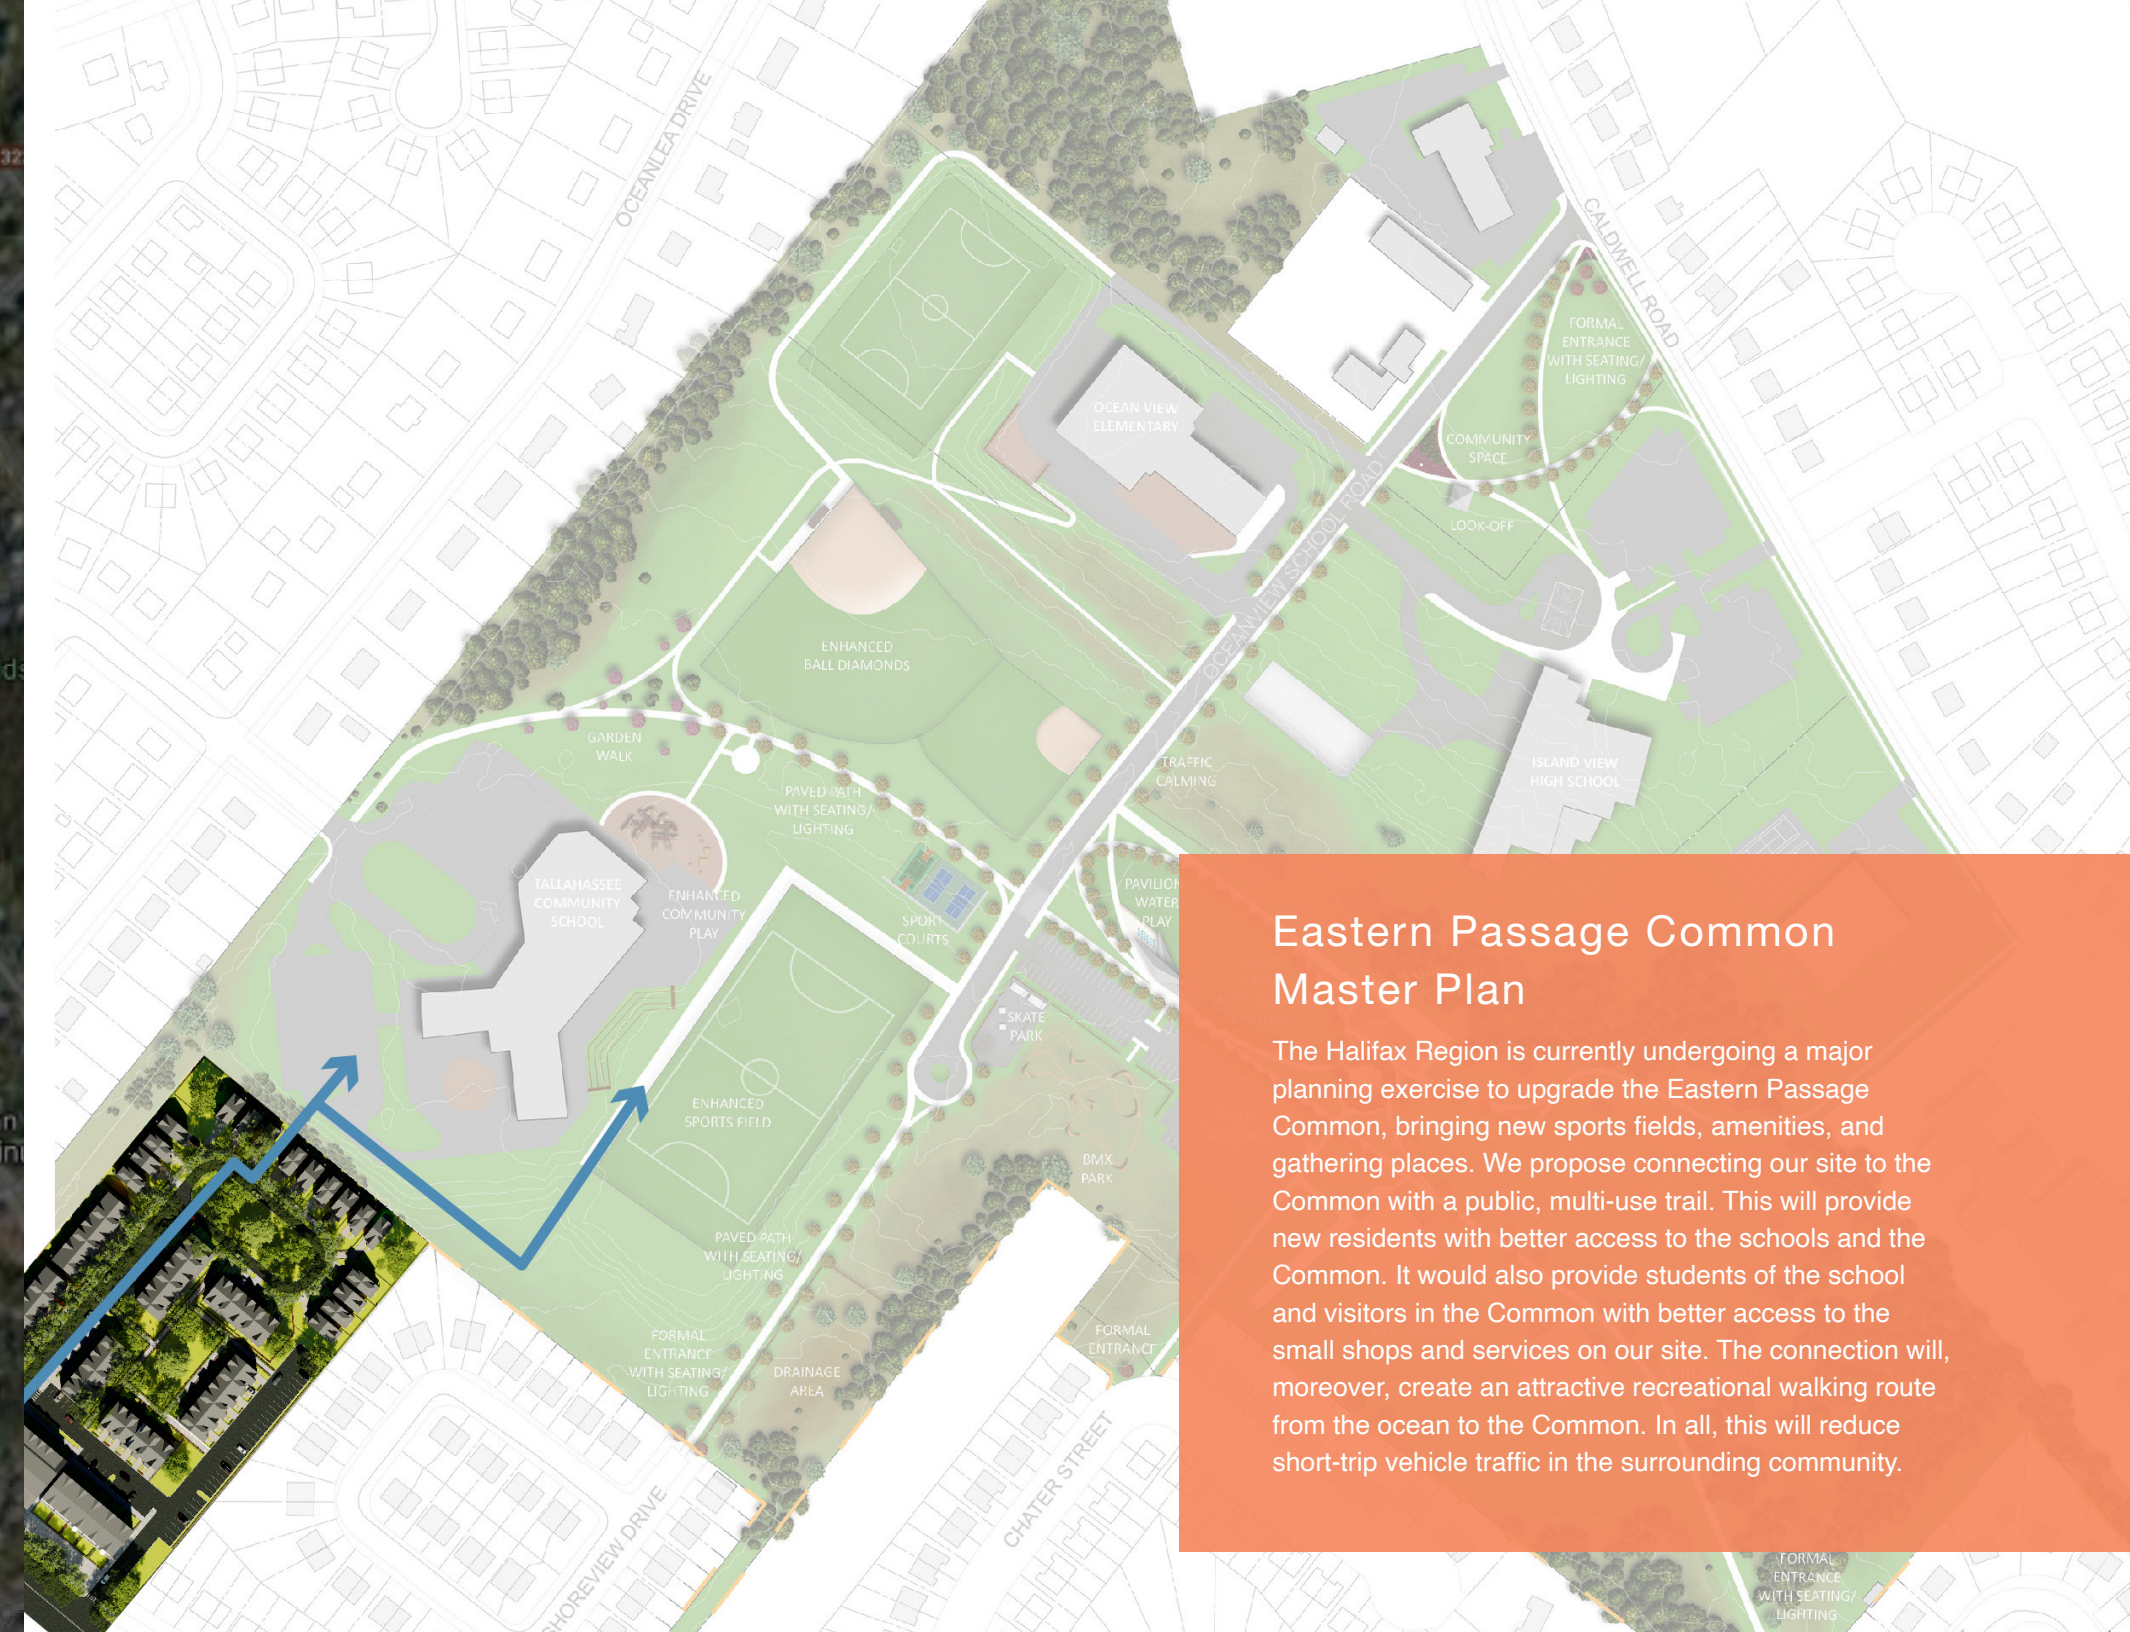 OCEANLEA DRIVE
CALDWELL ROAD
FORMAL
ENTRANCE
WITH SEATING/
LIGHTING
OCEAN VIEW
ELEMENTARY
COMMUNITY
SPACE
LOOK-OFF
OCEANVIEW SCHOOL ROAD
ENHANCED
BALL DIAMONDS
GARDEN
WALK
TRAFFIC
CALMING
ISLAND VIEW
HIGH SCHOOL
PAVED PATH
WITH SEATING/
LIGHTING
TALLAHASSEE
COMMUNITY
SCHOOL
ENHANCED
COMMUNITY
PLAY
SPORT
COURTS
PAVILION
WATER
PLAY
SKATE
PARK
ENHANCED
SPORTS FIELD
BMX
PARK
PAVED PATH
WITH SEATING/
LIGHTING
FORMAL
ENTRANCE
WITH SEATING/
LIGHTING
DRAINAGE
AREA
FORMAL
ENTRANCE
SHOREVIEW DRIVE
CHATER STREET
Eastern Passage Common
Master Plan
The Halifax Region is currently undergoing a major
planning exercise to upgrade the Eastern Passage
Common, bringing new sports fields, amenities, and
gathering places. We propose connecting our site to the
Common with a public, multi-use trail. This will provide
new residents with better access to the schools and the
Common. It would also provide students of the school
and visitors in the Common with better access to the
small shops and services on our site. The connection will,
moreover, create an attractive recreational walking route
from the ocean to the Common. In all, this will reduce
short-trip vehicle traffic in the surrounding community.
FORMAL
ENTRANCE
WITH SEATING/
LIGHTING